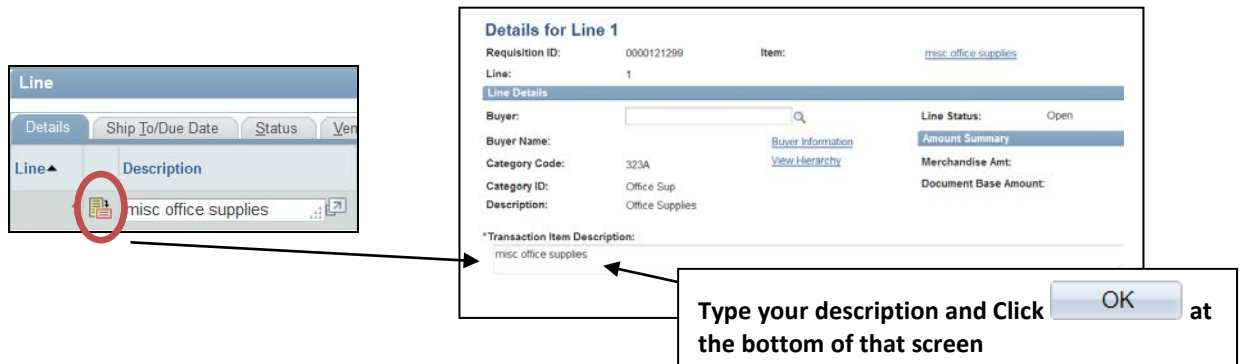 Line
Details Ship To/Due Date Status Ven
Line Description
misc office supplies
Details for Line 1
Requisition ID: 0000121299 Item: misc office supplies
Line: 1
Line Details
Buyer: Line Status: Open
Buyer Name: Buyer Information Amount Summary
Category Code: 323A View Hierarchy Merchandise Amt:
Category ID: Office Sup Document Base Amount:
Description: Office Supplies
*Transaction Item Description:
misc office supplies
Type your description and Click OK at
the bottom of that screen